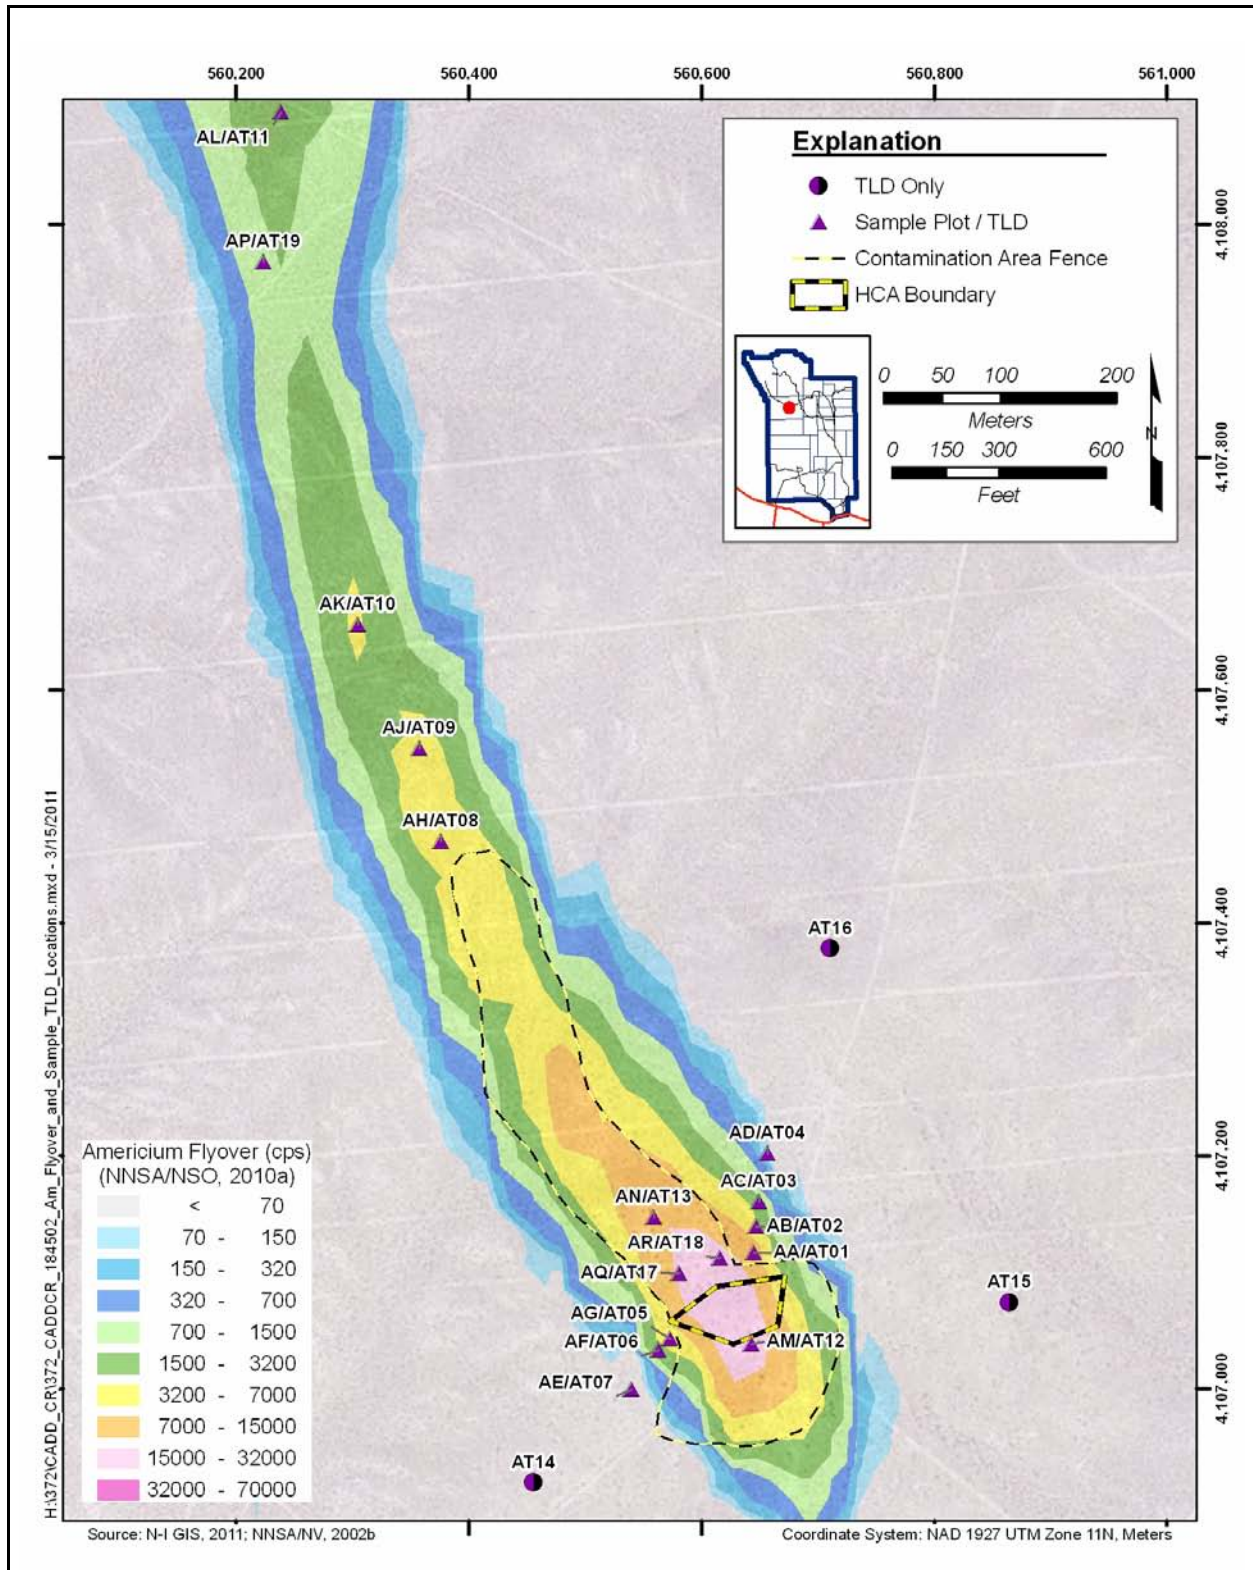 560,200 560,400 560,600 560,800 561,000
AL/AT11
AP/AT19
AK/AT10
AJ/AT09
AH/AT08
AT16
AD/AT04
AC/AT03
AN/AT13
AB/AT02
AR/AT18
AA/AT01
AQ/AT17
AT15
AG/AT05
AF/AT06
AM/AT12
AE/AT07
AT14
Explanation
TLD Only
Sample Plot / TLD
Contamination Area Fence
HCA Boundary
0 50 100 200
Meters
0 150 300 600
Feet
N
4,108,000
4,107,800
4,107,600
4,107,400
4,107,200
4,107,000
Americium Flyover (cps)
(NNSA/NSO, 2010a)
< 70
70 - 150
150 - 320
320 - 700
700 - 1500
1500 - 3200
3200 - 7000
7000 - 15000
15000 - 32000
32000 - 70000
H:\372\CADD_CR\372_CADDCR_184502_Am_Flyover_and_Sample_TLD_Locations.mxd - 3/15/2011
Source: N-I GIS, 2011; NNSA/NV, 2002b
Coordinate System: NAD 1927 UTM Zone 11N, Meters